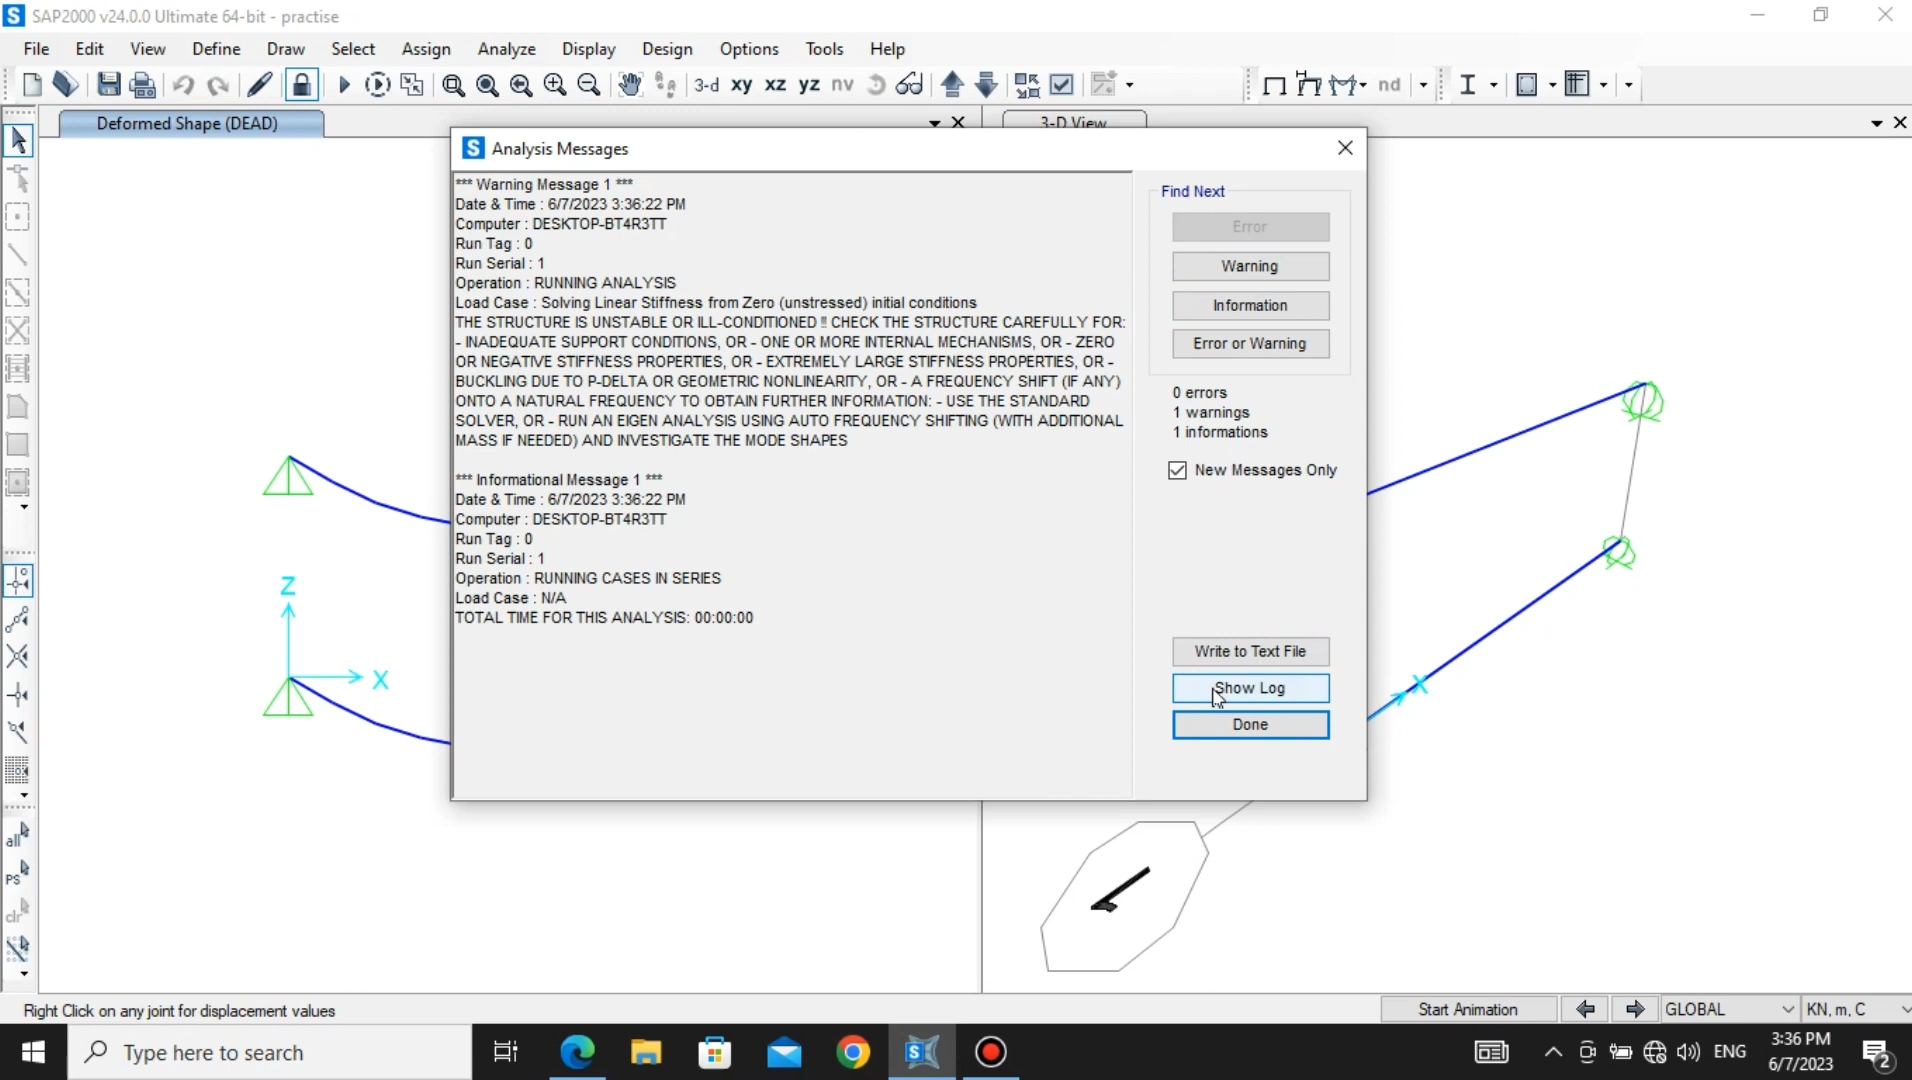 SAP2000 v24.0.0 Ultimate 64-bit - practise
File Edit View Define Draw Select Assign Analyze Display Design Options Tools Help
3-d xy xz yz nv nd
Deformed Shape (DEAD)
3-D View
Analysis Messages
*** Warning Message 1 ***
Date & Time : 6/7/2023 3:36:22 PM
Computer : DESKTOP-BT4R3TT
Run Tag : 0
Run Serial : 1
Operation : RUNNING ANALYSIS
Load Case : Solving Linear Stiffness from Zero (unstressed) initial conditions
THE STRUCTURE IS UNSTABLE OR ILL-CONDITIONED !! CHECK THE STRUCTURE CAREFULLY FOR:
- INADEQUATE SUPPORT CONDITIONS, OR - ONE OR MORE INTERNAL MECHANISMS, OR - ZERO
OR NEGATIVE STIFFNESS PROPERTIES, OR - EXTREMELY LARGE STIFFNESS PROPERTIES, OR -
BUCKLING DUE TO P-DELTA OR GEOMETRIC NONLINEARITY, OR - A FREQUENCY SHIFT (IF ANY)
ONTO A NATURAL FREQUENCY TO OBTAIN FURTHER INFORMATION: - USE THE STANDARD
SOLVER, OR - RUN AN EIGEN ANALYSIS USING AUTO FREQUENCY SHIFTING (WITH ADDITIONAL
MASS IF NEEDED) AND INVESTIGATE THE MODE SHAPES
*** Informational Message 1 ***
Date & Time : 6/7/2023 3:36:22 PM
Computer : DESKTOP-BT4R3TT
Run Tag : 0
Run Serial : 1
Operation : RUNNING CASES IN SERIES
Load Case : N/A
TOTAL TIME FOR THIS ANALYSIS: 00:00:00
Find Next
Error
Warning
Information
Error or Warning
0 errors
1 warnings
1 informations
New Messages Only
Write to Text File
Show Log
Done
Z
X
X
all
PS
clr
Right Click on any joint for displacement values
Start Animation
GLOBAL
KN, m, C
Type here to search
ENG
3:36 PM
6/7/2023
2